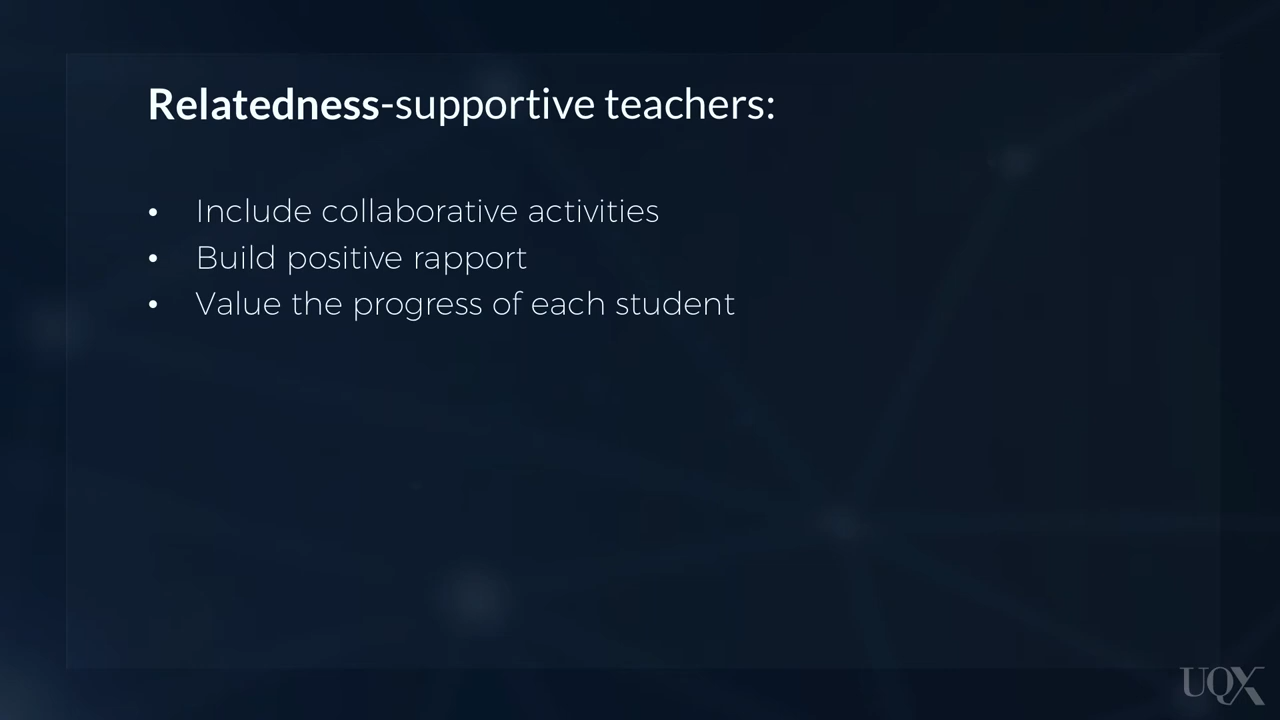 Relatedness-supportive teachers:
• Include collaborative activities
• Build positive rapport
• Value the progress of each student
UQX